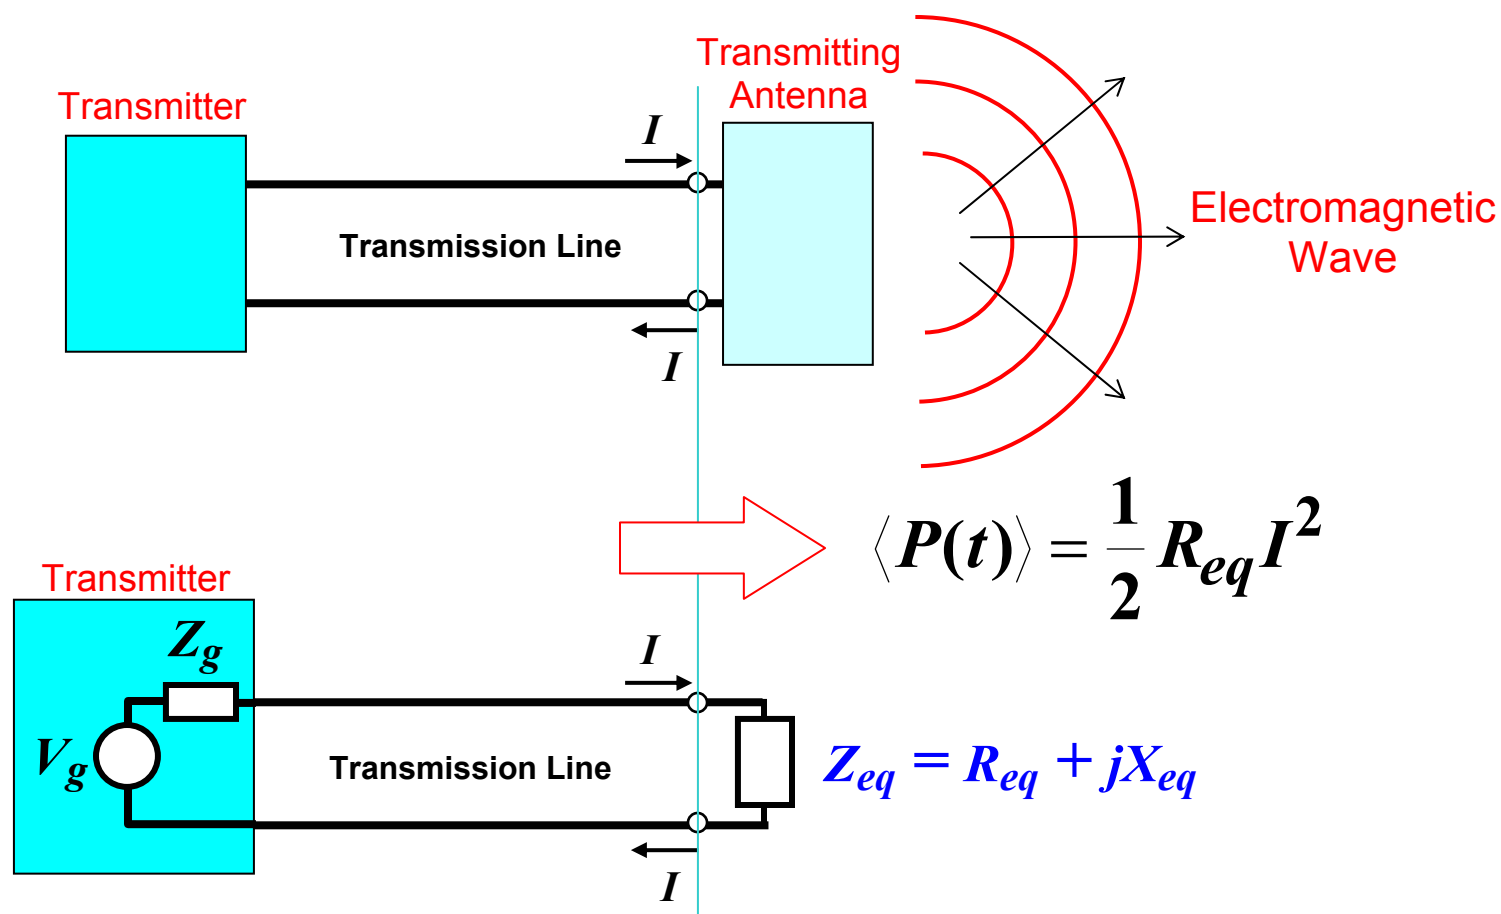 Transmitting
Antenna
Transmitter
I
Transmission Line
Electromagnetic
Wave
I
⟨P(t)⟩ = 1/2 R_eq I^2
Transmitter
Z_g
I
V_g
Transmission Line
Z_eq = R_eq + jX_eq
I